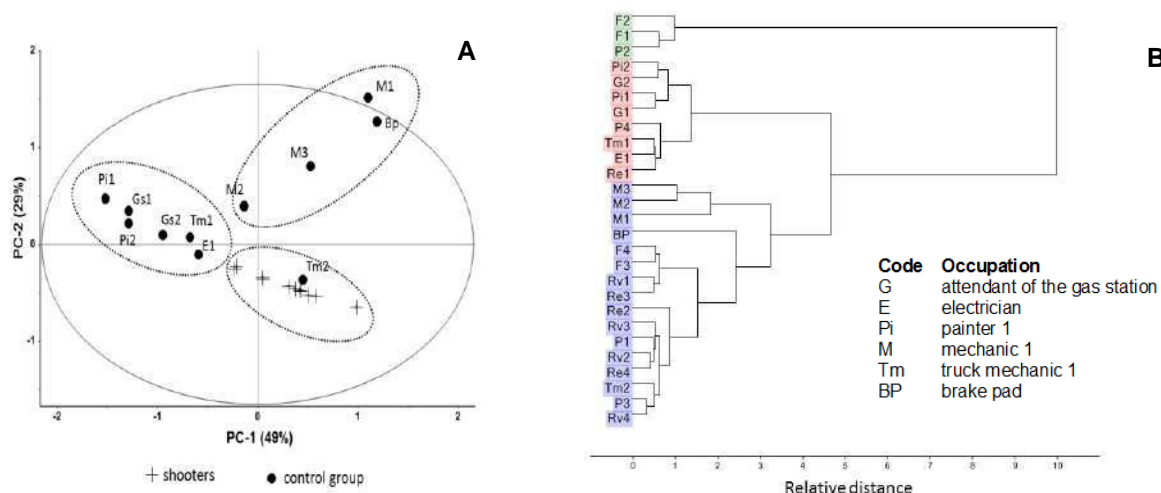 A
2
1
0
-1
PC-2 (29%)
M1
Bp
M3
M2
Pi1
Gs1
Gs2
Tm1
Pi2
E1
Tm2
-2
-1
0
1
2
PC-1 (49%)
shooters
control group
B
F2
F1
P2
Pi2
G2
Pi1
G1
P4
Tm1
E1
Re1
M3
M2
M1
BP
F4
F3
Rv1
Re3
Re2
Rv3
P1
Rv2
Re4
Tm2
P3
Rv4
0 1 2 3 4 5 6 7 8 9 10
Relative distance
Code Occupation
G attendant of the gas station
E electrician
Pi painter 1
M mechanic 1
Tm truck mechanic 1
BP brake pad